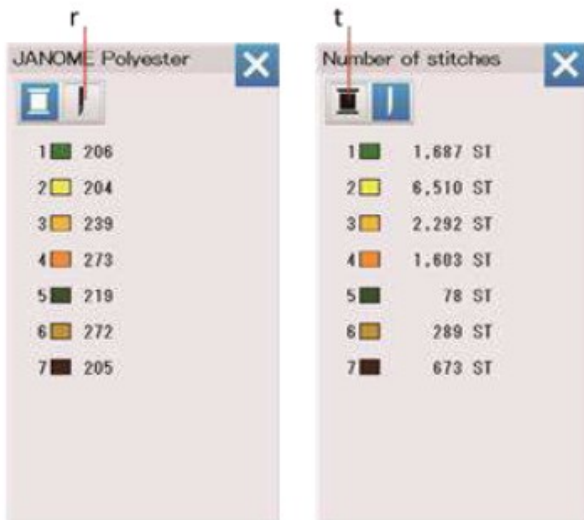 r
JANOME Polyester
1 206
2 204
3 239
4 273
5 219
6 272
7 205
t
Number of stitches
1 1,687 ST
2 6,510 ST
3 2,292 ST
4 1,603 ST
5 78 ST
6 289 ST
7 673 ST